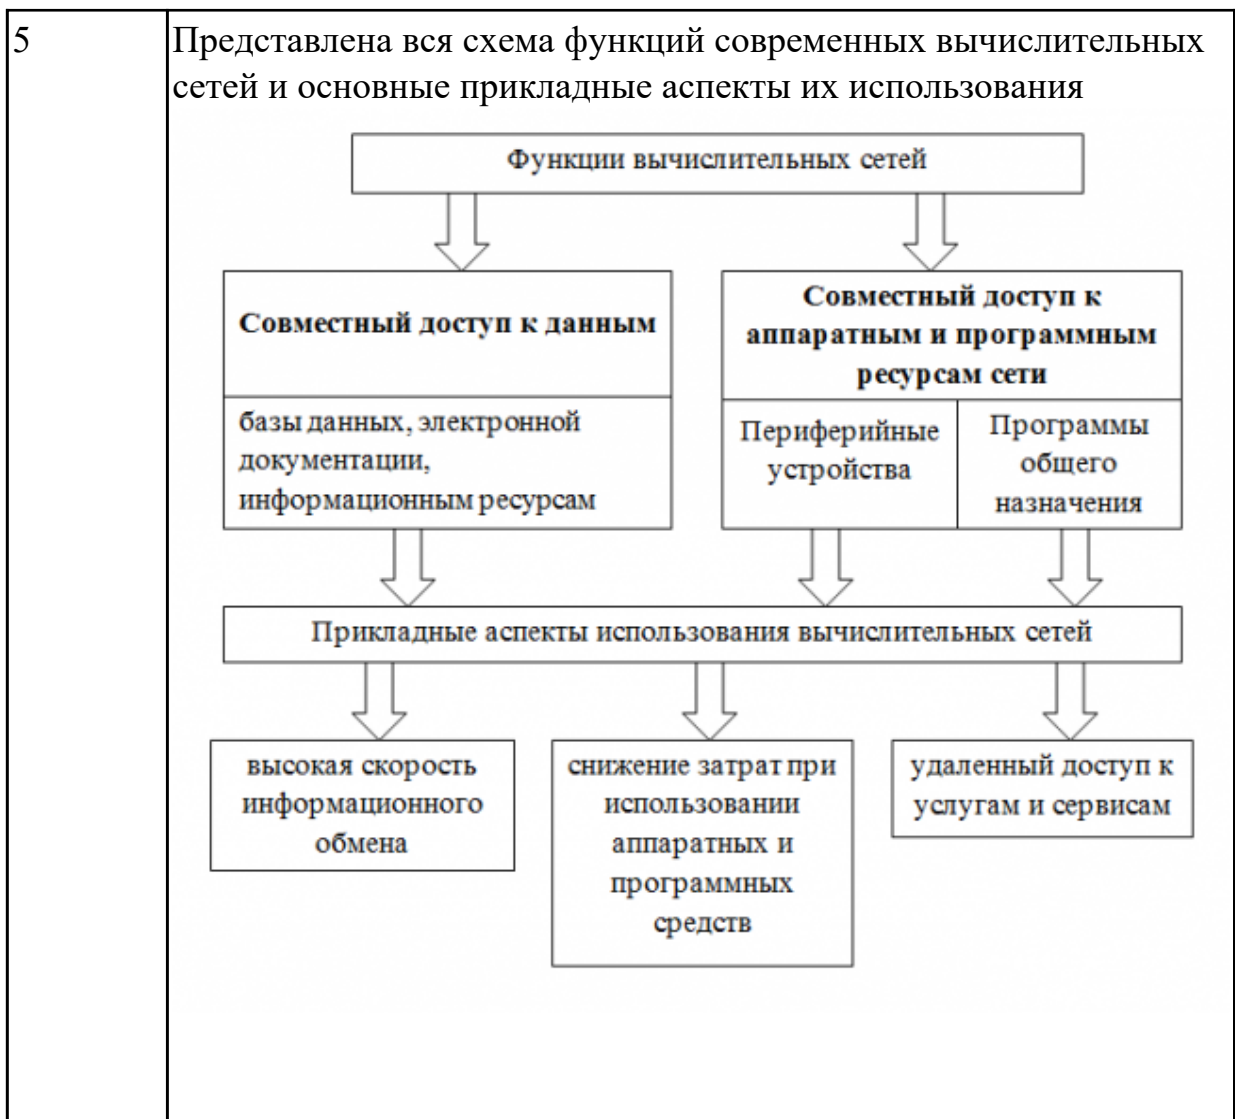 5
Представлена вся схема функций современных вычислительных
сетей и основные прикладные аспекты их использования
Функции вычислительных сетей
Совместный доступ к данным
базы данных, электронной
документации,
информационным ресурсам
Совместный доступ к
аппаратным и программным
ресурсам сети
Периферийные
устройства
Программы
общего
назначения
Прикладные аспекты использования вычислительных сетей
высокая скорость
информационного
обмена
снижение затрат при
использовании
аппаратных и
программных
средств
удаленный доступ к
услугам и сервисам